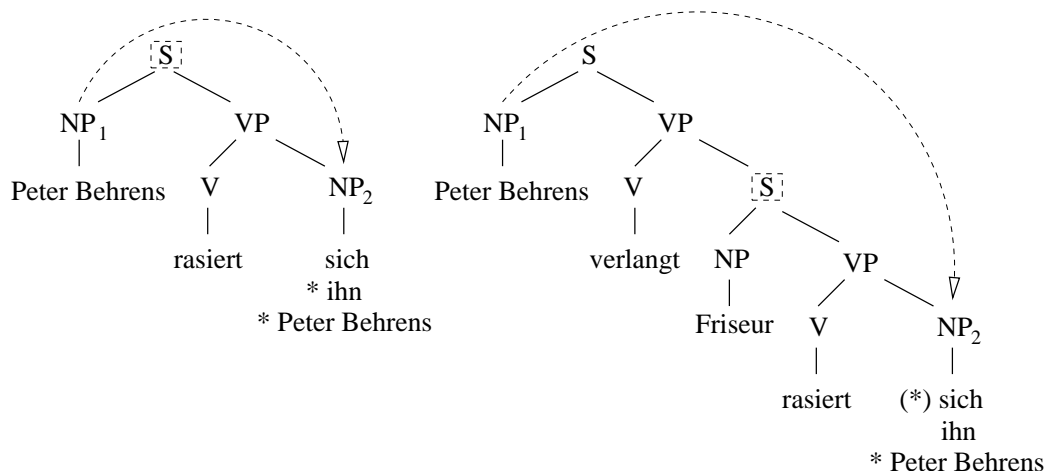 S
NP1
VP
Peter Behrens
V
NP2
rasiert
sich
* ihn
* Peter Behrens
S
NP1
VP
Peter Behrens
V
S
verlangt
NP
VP
Friseur
V
NP2
rasiert
(*) sich
ihn
* Peter Behrens